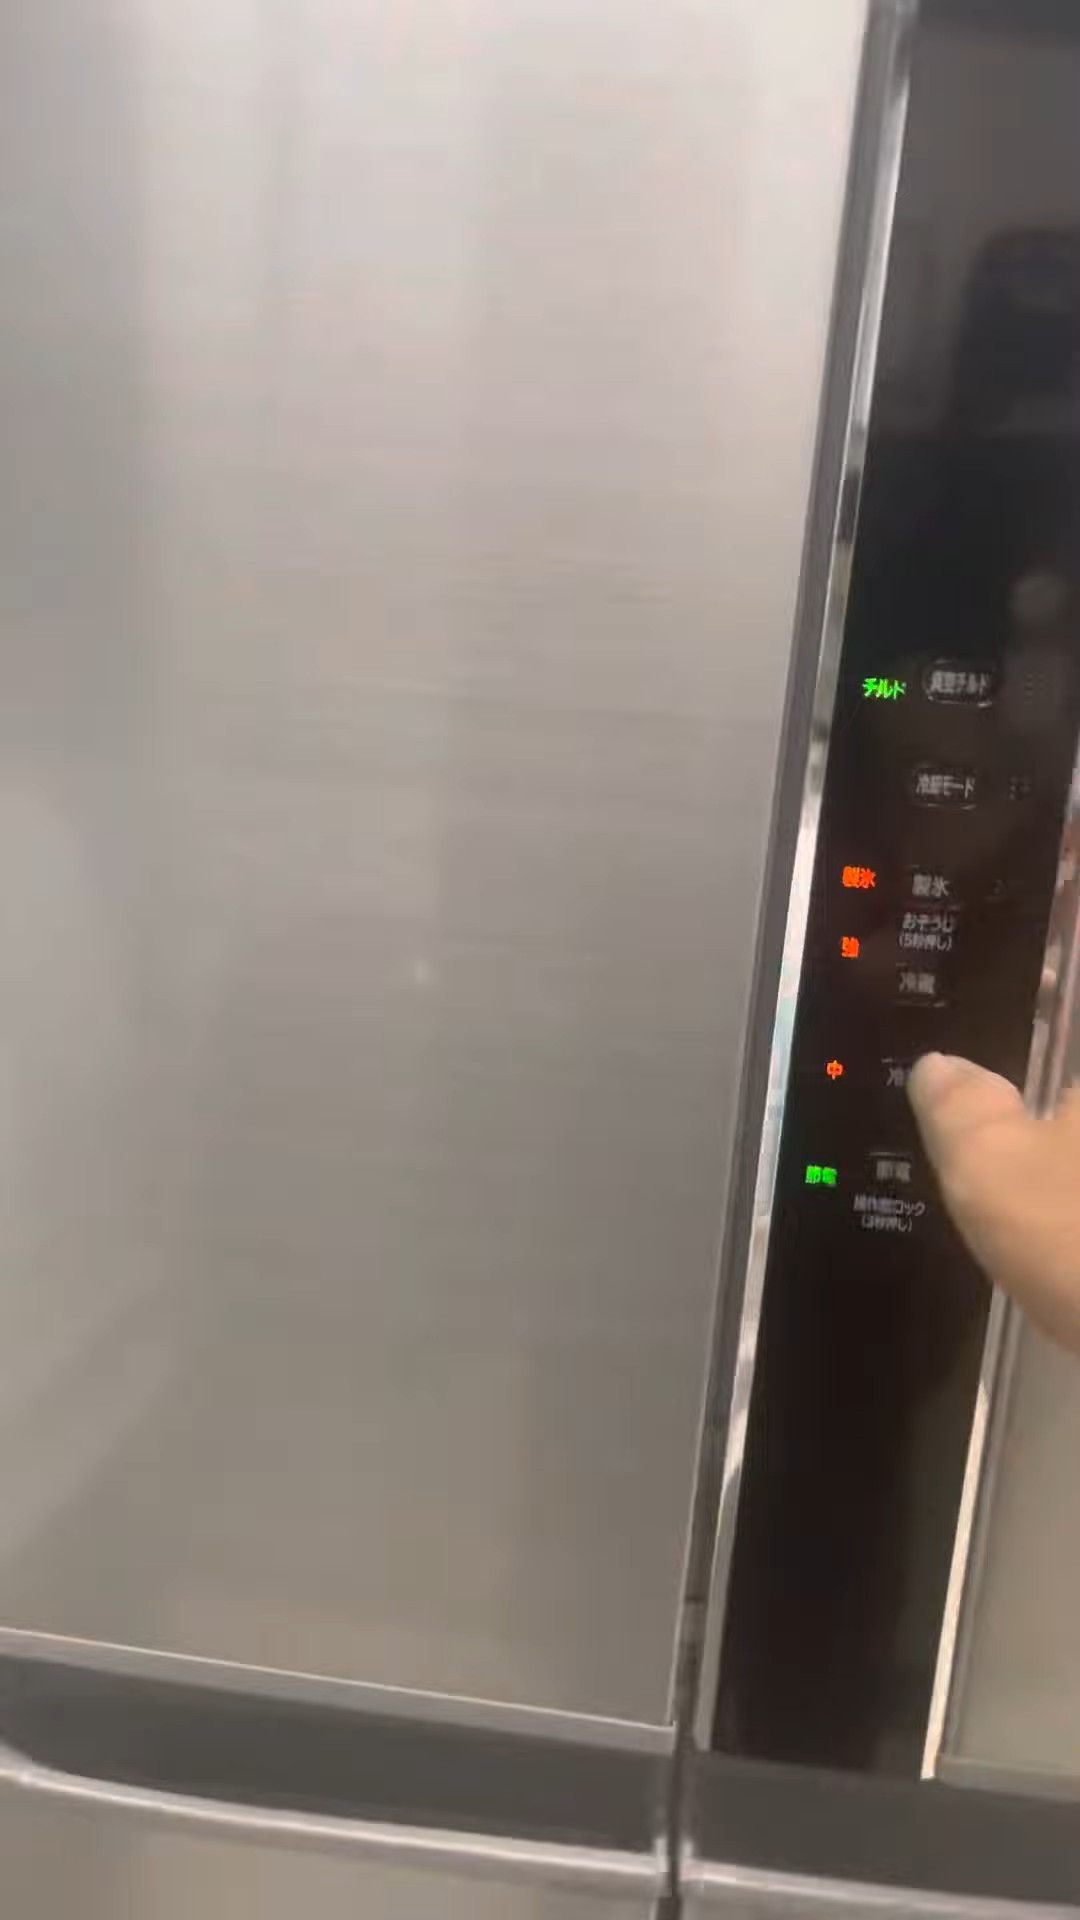 チルド 真空チルド
冷蔵モード
製氷 製氷
おそうじ
(5秒押し)
強 冷蔵
中 冷
節電 節電
操作部ロック
(3秒押し)